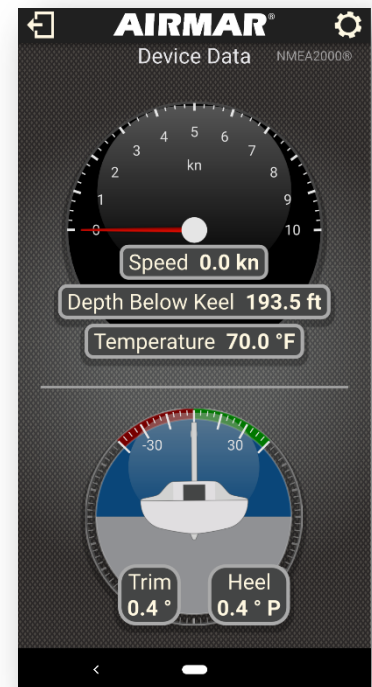 AIRMAR®
Device Data NMEA2000®
0 1 2 3 4 5 6 7 8 9 10
kn
Speed 0.0 kn
Depth Below Keel 193.5 ft
Temperature 70.0 °F
-30 30
Trim Heel
0.4 ° 0.4 ° P